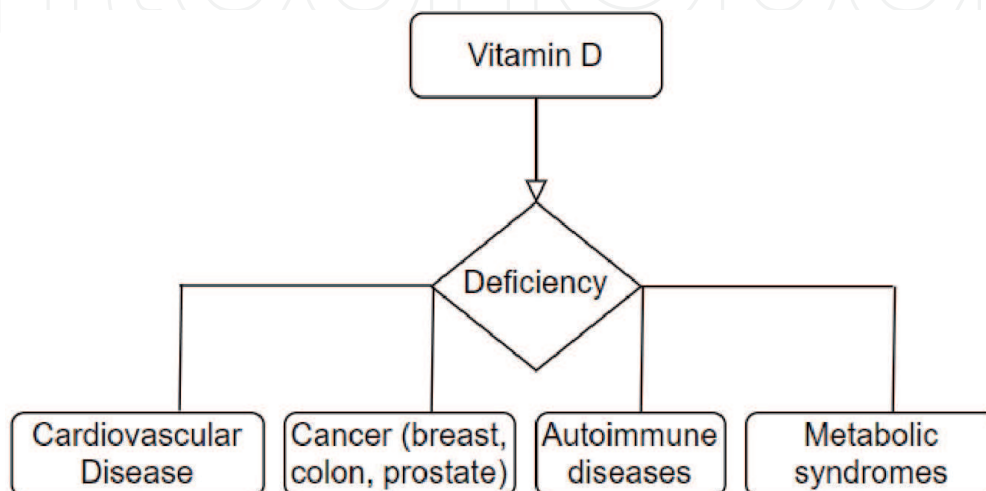 Vitamin D
Deficiency
Cardiovascular
Disease
Cancer (breast,
colon, prostate)
Autoimmune
diseases
Metabolic
syndromes